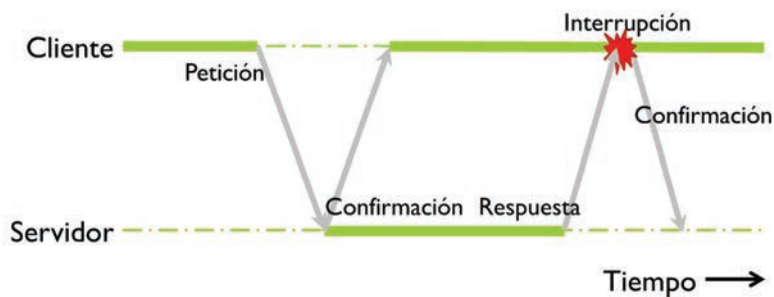 Interrupción
Cliente
Petición
Confirmación
Confirmación Respuesta
Servidor
Tiempo